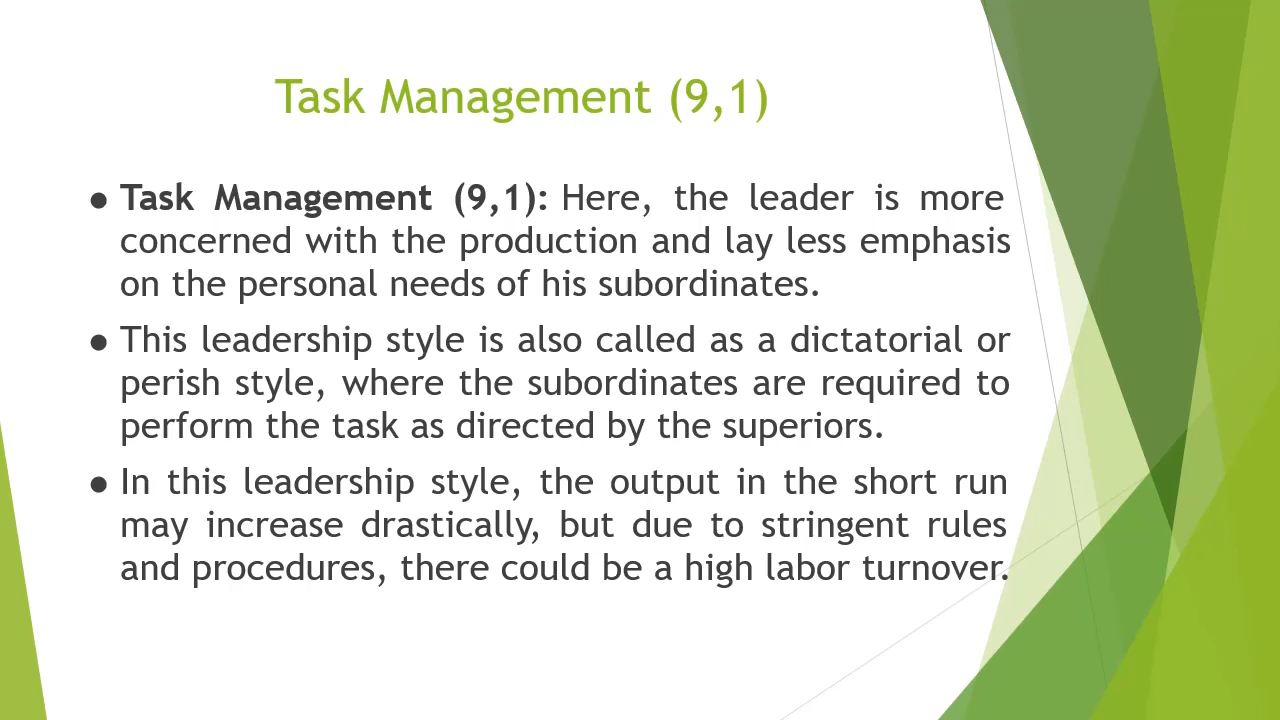 Task Management (9,1)
● Task Management (9,1): Here, the leader is more
concerned with the production and lay less emphasis
on the personal needs of his subordinates.
● This leadership style is also called as a dictatorial or
perish style, where the subordinates are required to
perform the task as directed by the superiors.
● In this leadership style, the output in the short run
may increase drastically, but due to stringent rules
and procedures, there could be a high labor turnover.